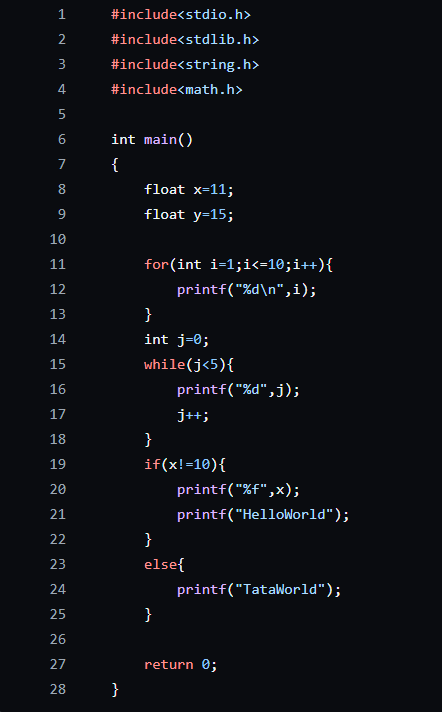 1 #include<stdio.h>
2 #include<stdlib.h>
3 #include<string.h>
4 #include<math.h>
5
6 int main()
7 {
8     float x=11;
9     float y=15;
10
11     for(int i=1;i<=10;i++){
12         printf("%d\n",i);
13     }
14     int j=0;
15     while(j<5){
16         printf("%d",j);
17         j++;
18     }
19     if(x!=10){
20         printf("%f",x);
21         printf("HelloWorld");
22     }
23     else{
24         printf("TataWorld");
25     }
26
27     return 0;
28 }